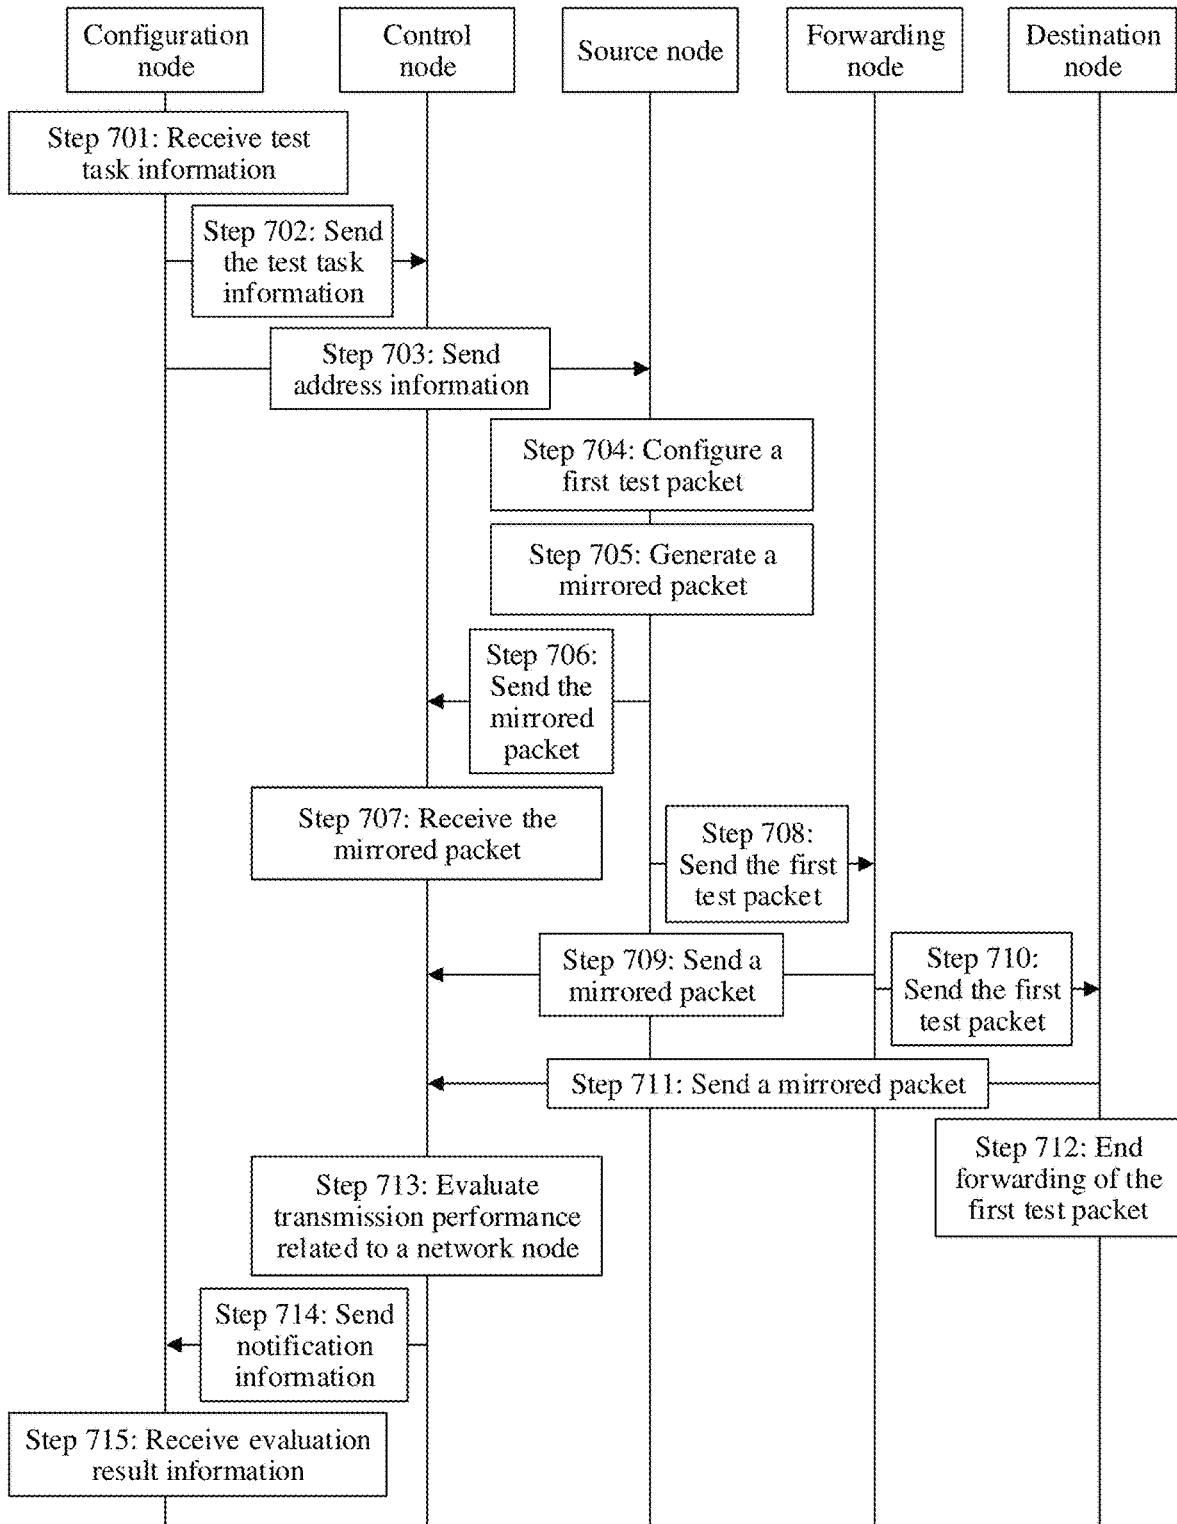 Configuration
node
Control
node
Source node
Forwarding
node
Destination
node
Step 701: Receive test
task information
Step 702: Send
the test task
information
Step 703: Send
address information
Step 704: Configure a
first test packet
Step 705: Generate a
mirrored packet
Step 706:
Send the
mirrored
packet
Step 707: Receive the
mirrored packet
Step 708:
Send the first
test packet
Step 709: Send a
mirrored packet
Step 710:
Send the first
test packet
Step 711: Send a mirrored packet
Step 712: End
forwarding of the
first test packet
Step 713: Evaluate
transmission performance
related to a network node
Step 714: Send
notification
information
Step 715: Receive evaluation
result information